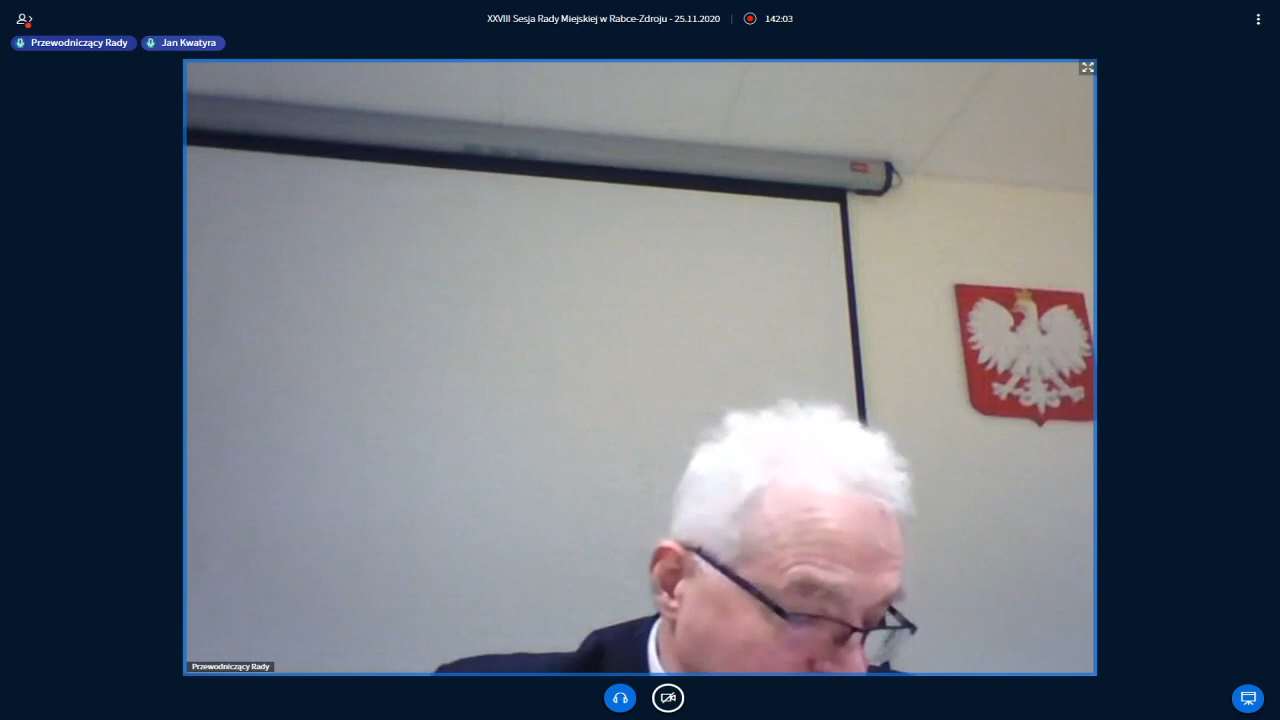 XXVIII Sesja Rady Miejskiej w Rabce-Zdroju - 25.11.2020 | 142:03
Przewodniczący Rady Jan Kwatyra
Przewodniczący Rady